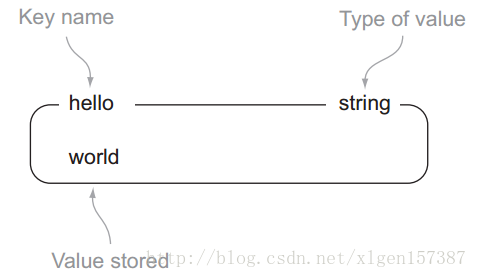 Key name
Type of value
hello
string
world
Value stored
http://blog.csdn.net/xlgen157387